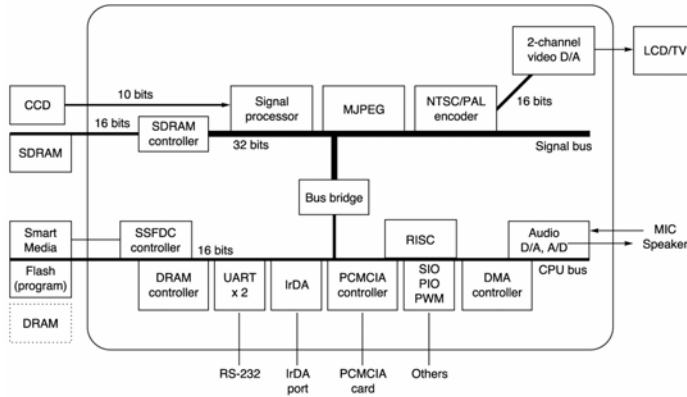 2-channel
video D/A
LCD/TV
CCD
10 bits
Signal
processor
MJPEG
NTSC/PAL
encoder
16 bits
16 bits
SDRAM
controller
32 bits
Signal bus
SDRAM
Bus bridge
Smart
Media
SSFDC
controller
16 bits
RISC
Audio
D/A, A/D
MIC
Speaker
CPU bus
Flash
(program)
DRAM
controller
UART
x 2
IrDA
PCMCIA
controller
SIO
PIO
PWM
DMA
controller
DRAM
RS-232
IrDA
port
PCMCIA
card
Others